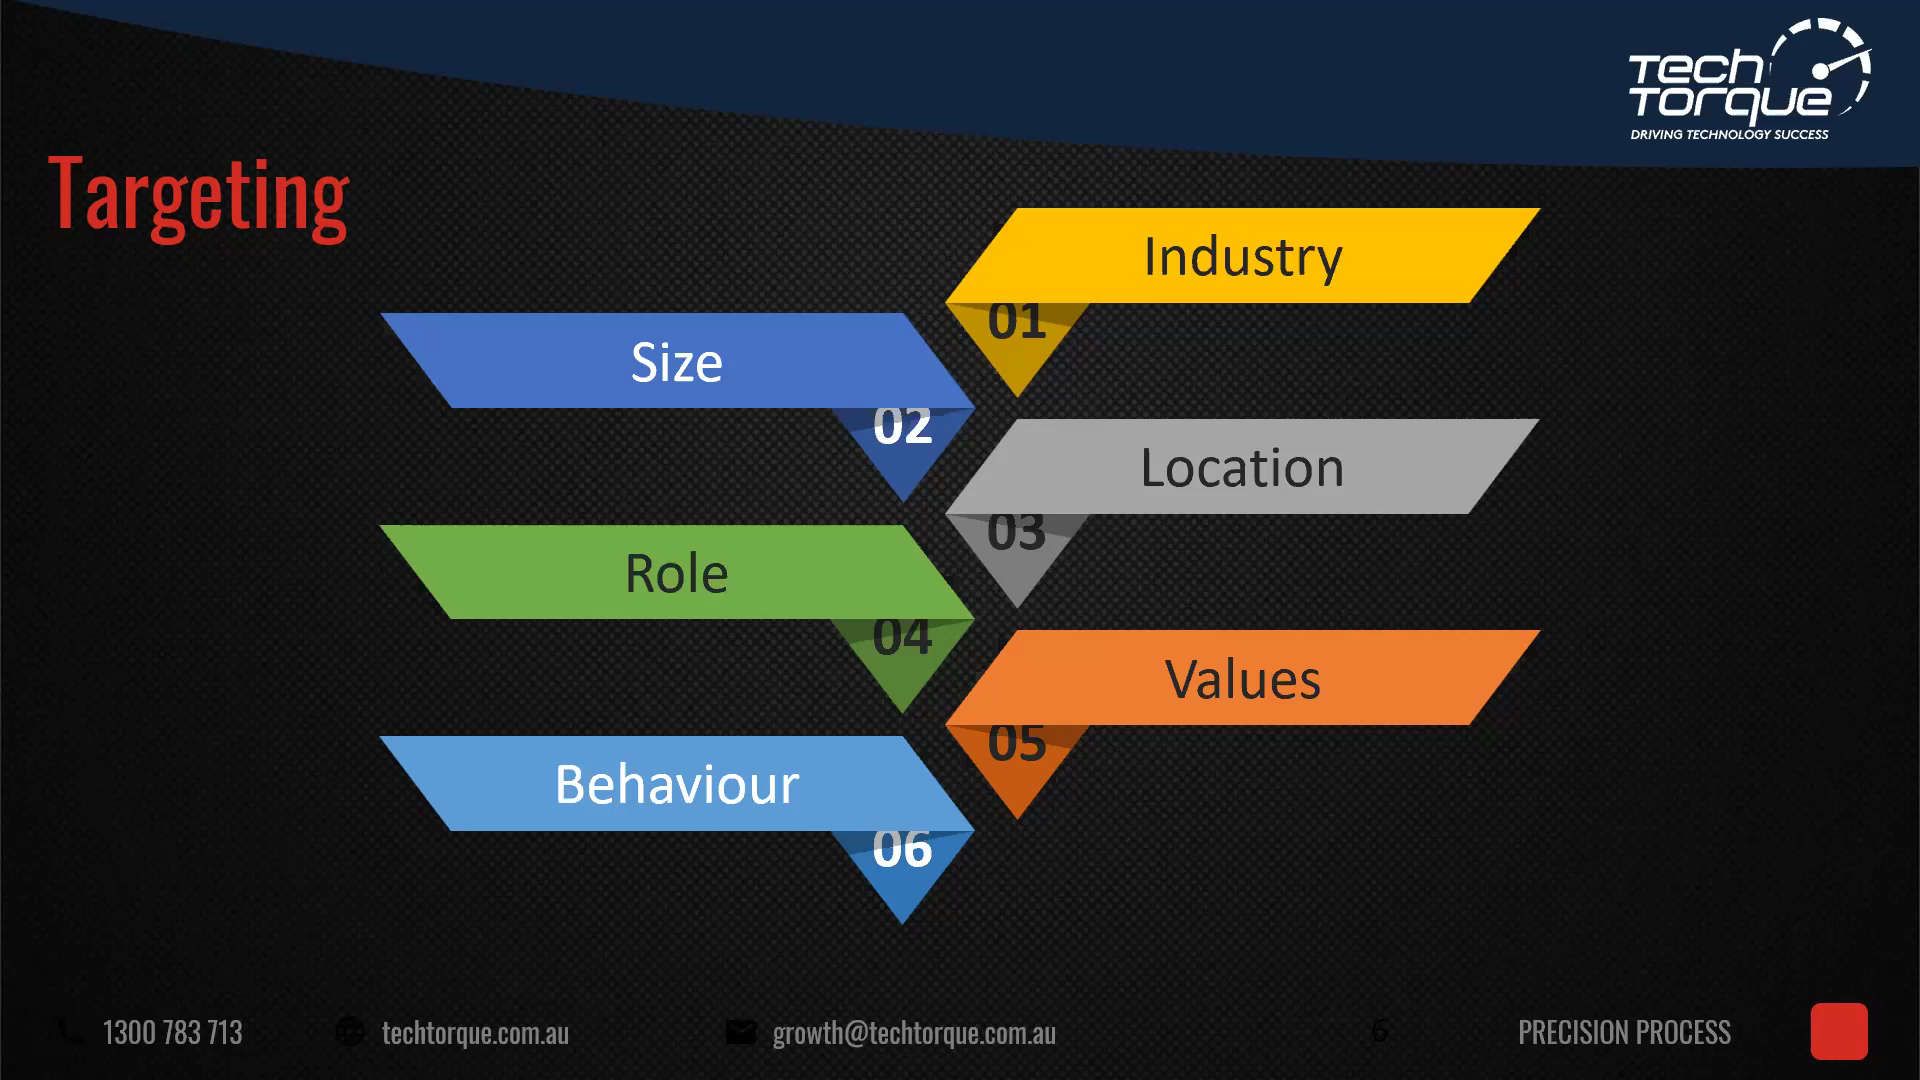 Tech
Torque
DRIVING TECHNOLOGY SUCCESS
Targeting
Industry
01
Size
02
Location
03
Role
04
Values
05
Behaviour
06
1300 783 713
techtorque.com.au
growth@techtorque.com.au
6
PRECISION PROCESS